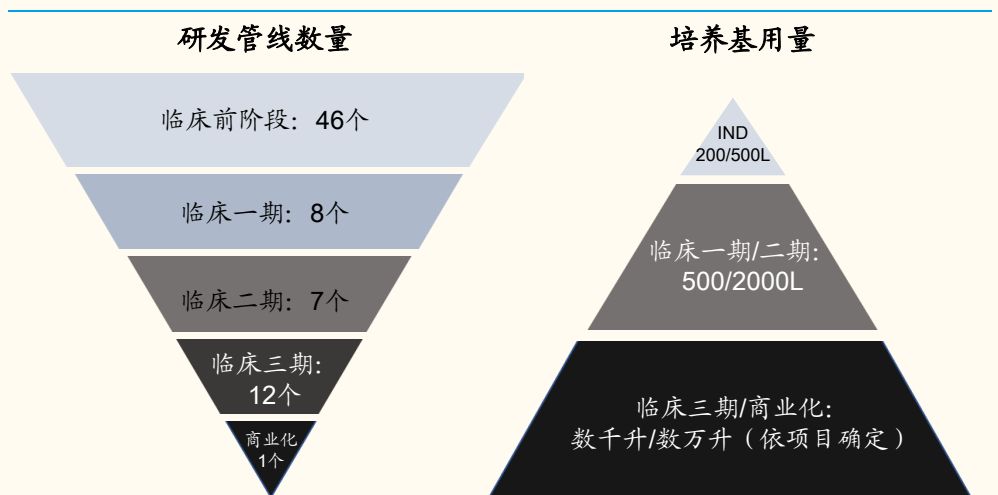 研发管线数量
临床前阶段：46个
临床一期：8个
临床二期：7个
临床三期：
12个
商业化
1个
培养基用量
IND
200/500L
临床一期/二期：
500/2000L
临床三期/商业化：
数千升/数万升（依项目确定）